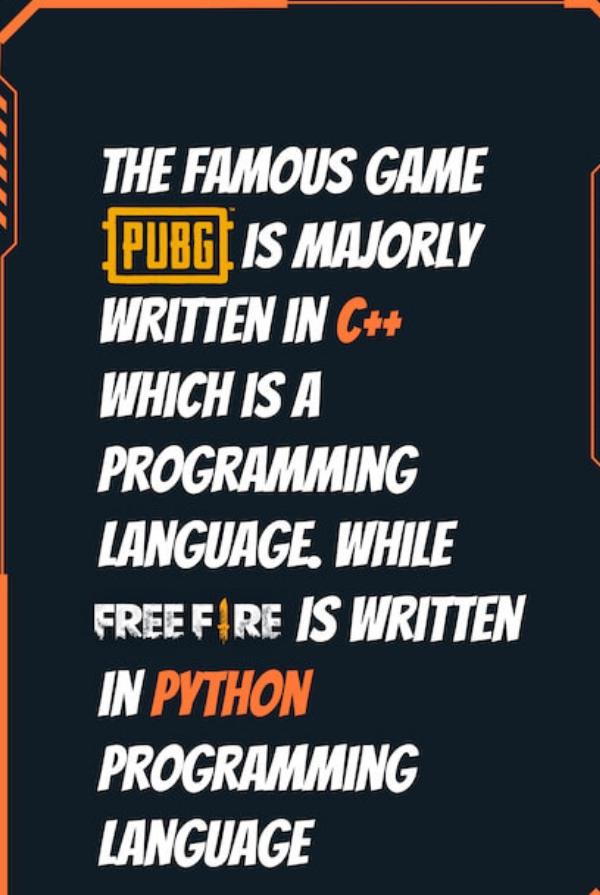 THE FAMOUS GAME
PUBG™ IS MAJORLY
WRITTEN IN C++
WHICH IS A
PROGRAMMING
LANGUAGE. WHILE
FREE FIRE IS WRITTEN
IN PYTHON
PROGRAMMING
LANGUAGE